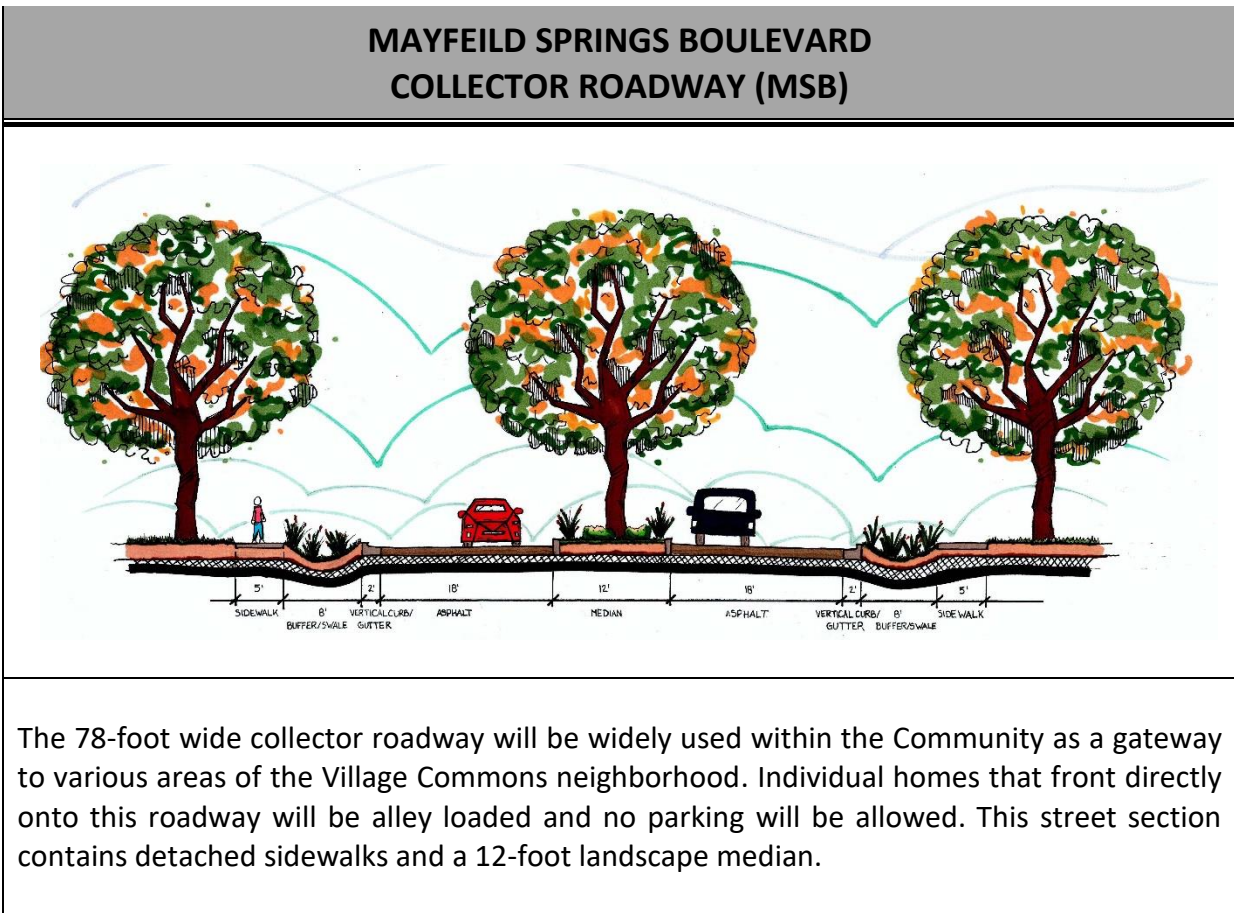 MAYFEILD SPRINGS BOULEVARD
COLLECTOR ROADWAY (MSB)
5' 2' 18' 12' 18' 2' 5'
SIDEWALK 8' VERTICAL CURB/ ASPHALT MEDIAN ASPHALT VERTICAL CURB/ 8' SIDEWALK
BUFFER/SWALE GUTTER GUTTER BUFFER/SWALE
The 78-foot wide collector roadway will be widely used within the Community as a gateway
to various areas of the Village Commons neighborhood. Individual homes that front directly
onto this roadway will be alley loaded and no parking will be allowed. This street section
contains detached sidewalks and a 12-foot landscape median.